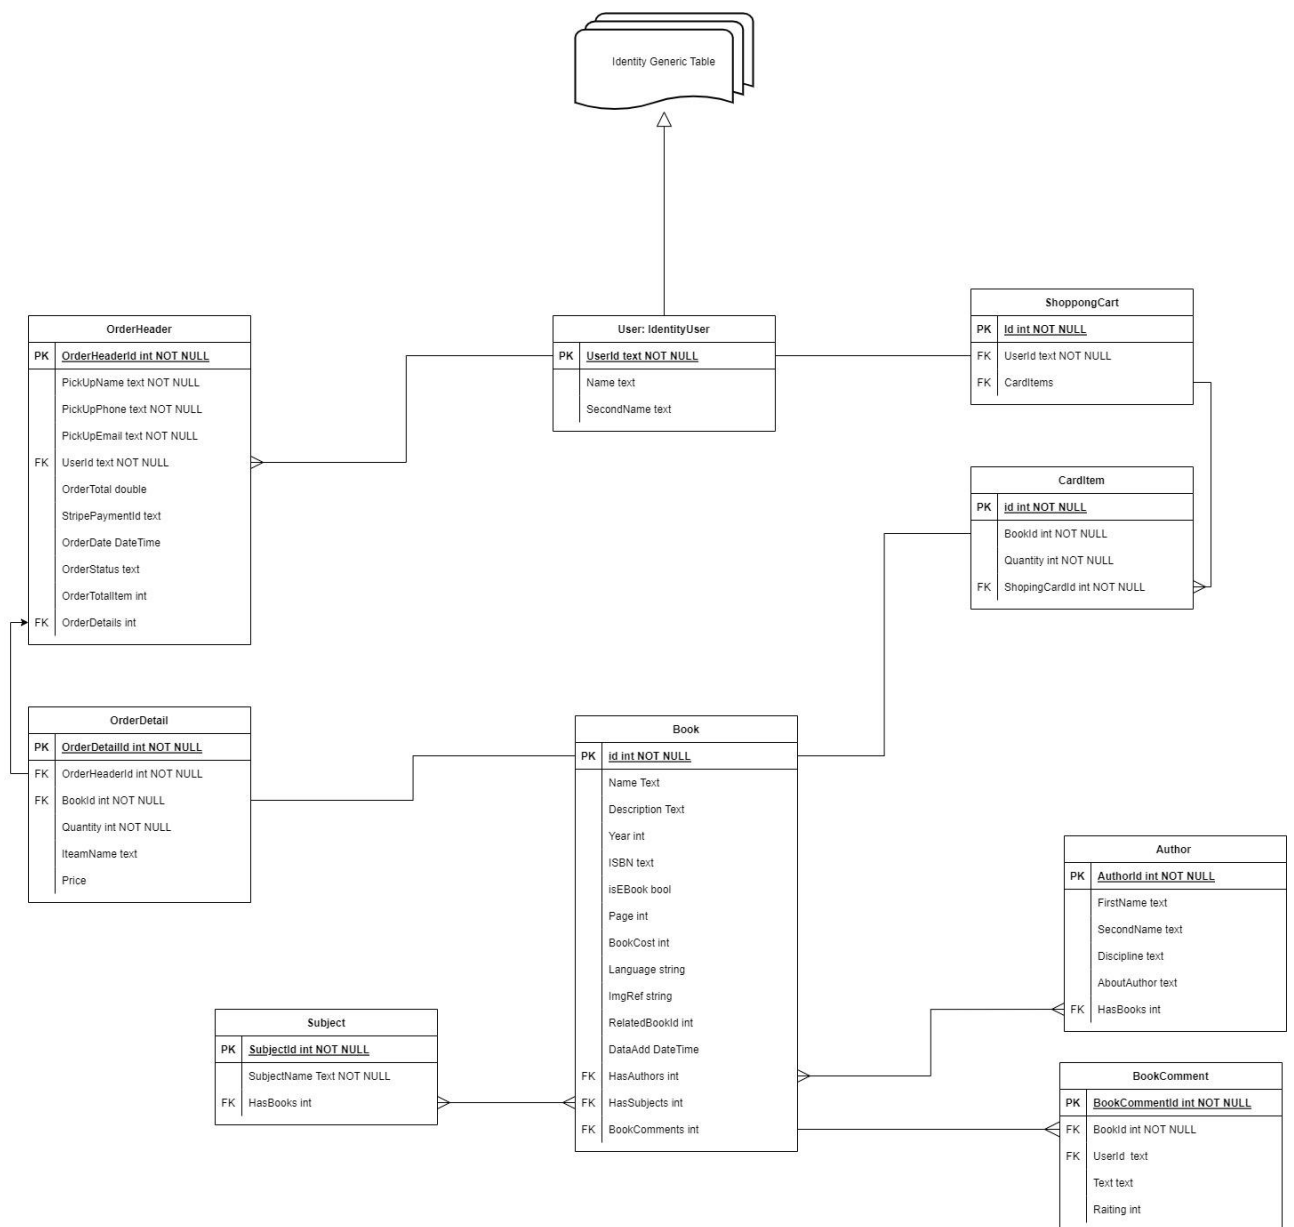 Identity Generic Table
OrderHeader
PK OrderHeaderId int NOT NULL
PickUpName text NOT NULL
PickUpPhone text NOT NULL
PickUpEmail text NOT NULL
FK UserId text NOT NULL
OrderTotal double
StripePaymentId text
OrderDate DateTime
OrderStatus text
OrderTotalItem int
FK OrderDetails int
User: IdentityUser
PK UserId text NOT NULL
Name text
SecondName text
ShoppongCart
PK Id int NOT NULL
FK UserId text NOT NULL
FK CardItems
CardItem
PK id int NOT NULL
BookId int NOT NULL
Quantity int NOT NULL
FK ShopingCardId int NOT NULL
OrderDetail
PK OrderDetailId int NOT NULL
FK OrderHeaderId int NOT NULL
FK BookId int NOT NULL
Quantity int NOT NULL
IteamName text
Price
Book
PK id int NOT NULL
Name Text
Description Text
Year int
ISBN text
isEBook bool
Page int
BookCost int
Language string
ImgRef string
RelatedBookId int
DataAdd DateTime
FK HasAuthors int
FK HasSubjects int
FK BookComments int
Author
PK AuthorId int NOT NULL
FirstName text
SecondName text
Discipline text
AboutAuthor text
FK HasBooks int
Subject
PK SubjectId int NOT NULL
SubjectName Text NOT NULL
FK HasBooks int
BookComment
PK BookCommentId int NOT NULL
FK BookId int NOT NULL
FK UserId text
Text text
Raiting int